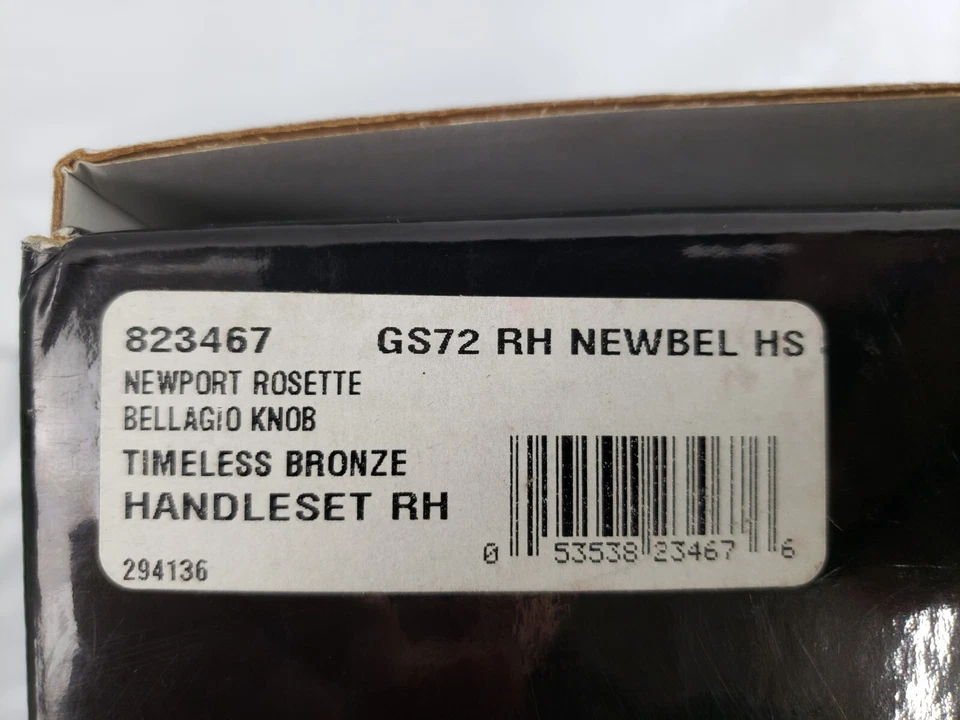 823467 GS72 RH NEWBEL HS
NEWPORT ROSETTE
BELLAGIO KNOB
TIMELESS BRONZE
HANDLESET RH
0 53538 23467 6
294136